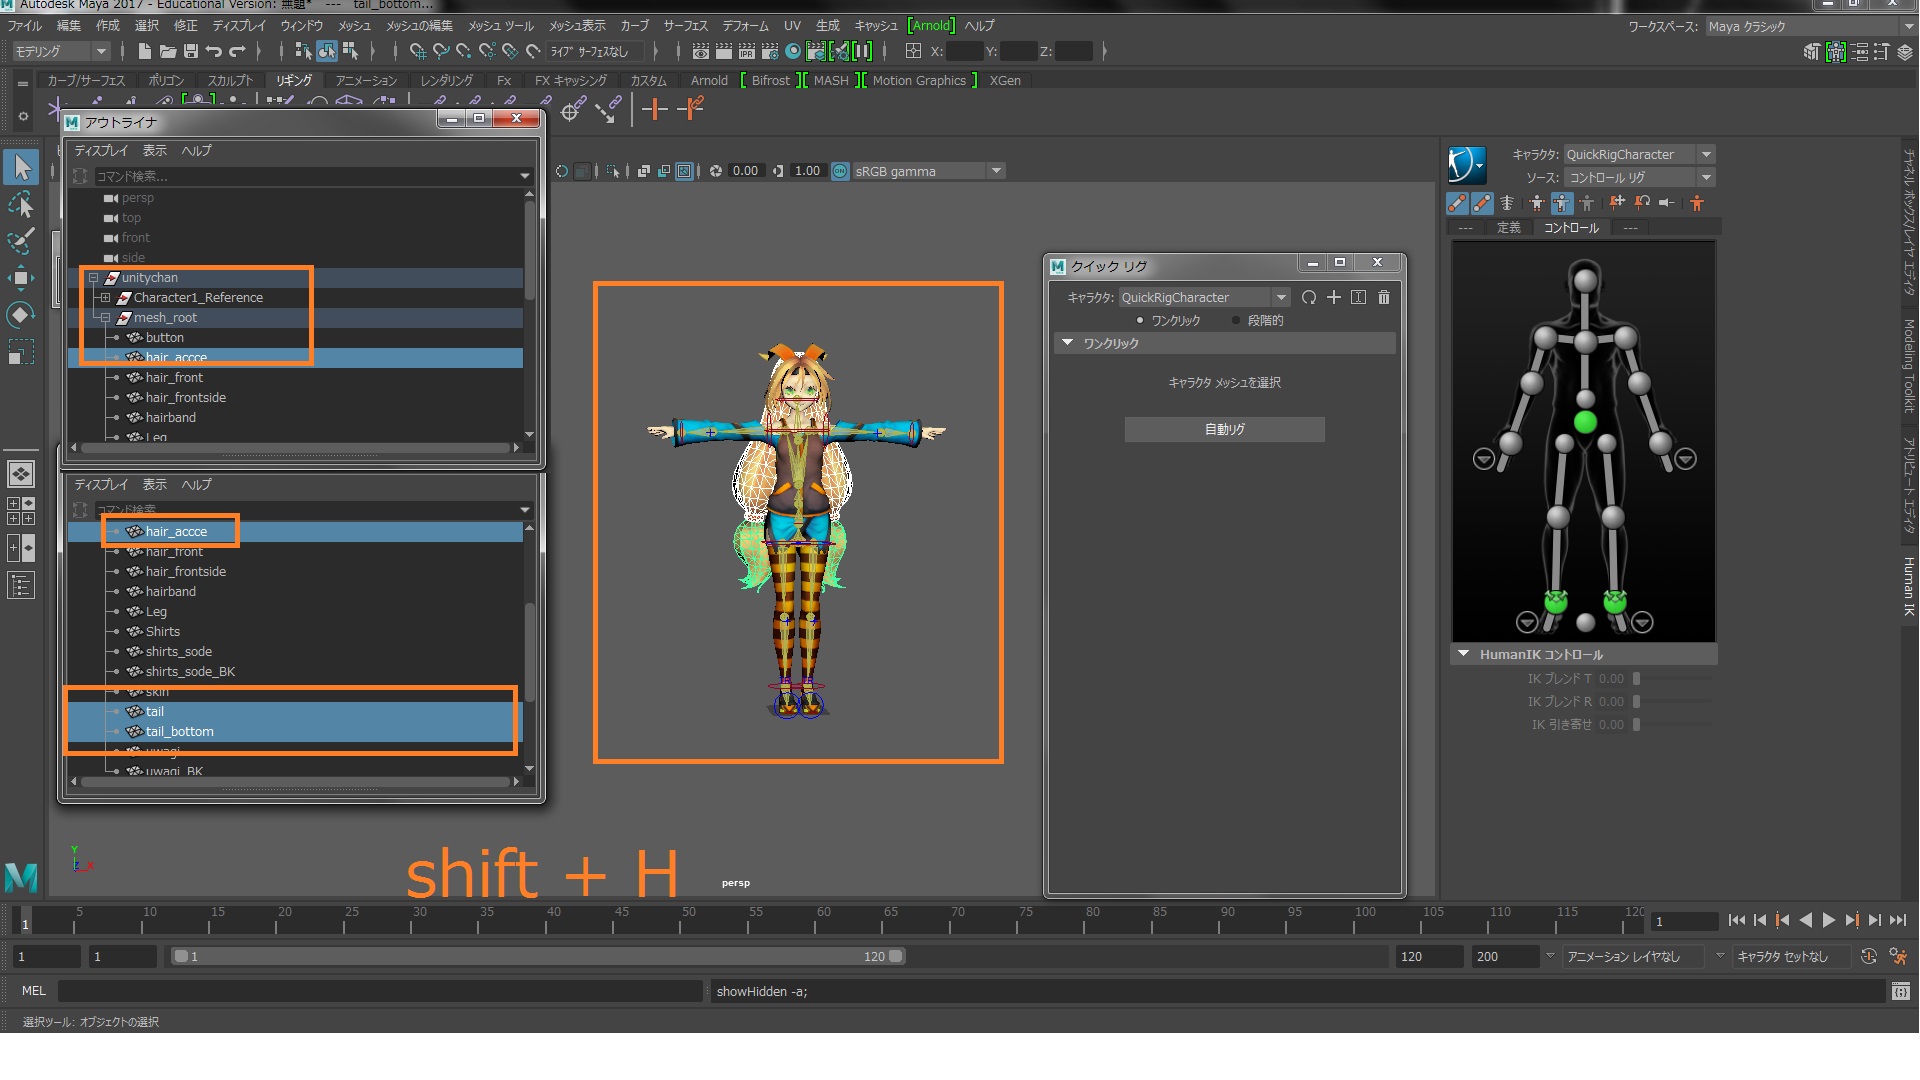 Autodesk Maya 2017 - Educational Version: 無題* --- tail_bottom...
ファイル 編集 作成 選択 修正 ディスプレイ ウィンドウ メッシュ メッシュの編集 メッシュ ツール メッシュ表示 カーブ サーフェス デフォーム UV 生成 キャッシュ [Arnold] ヘルプ
ワークスペース: Maya クラシック
モデリング
ライブ サーフェスなし
X: Y: Z:
カーブ/サーフェス ポリゴン スカルプト リギング アニメーション レンダリング Fx FX キャッシング カスタム Arnold [ Bifrost ][ MASH ][ Motion Graphics ] XGen
アウトライナ
ディスプレイ 表示 ヘルプ
コマンド検索...
persp
top
front
side
unitychan
Character1_Reference
mesh_root
button
hair_accce
hair_front
hair_frontside
hairband
Leg
ディスプレイ 表示 ヘルプ
コマンド検索
hair_accce
hair_front
hair_frontside
hairband
Leg
Shirts
shirts_sode
shirts_sode_BK
skin
tail
tail_bottom
uwagi
uwagi_BK
0.00 1.00 ON sRGB gamma
クイック リグ
キャラクタ: QuickRigCharacter
ワンクリック 段階的
ワンクリック
キャラクタ メッシュを選択
自動リグ
キャラクタ: QuickRigCharacter
ソース: コントロール リグ
--- 定義 コントロール ---
HumanIK コントロール
IK ブレンド T 0.00
IK ブレンド R 0.00
IK 引き寄せ 0.00
チャネル ボックス/レイヤ エディタ
Modeling Toolkit
アトリビュート エディタ
Human IK
Y
Z X
shift + H
persp
1 5 10 15 20 25 30 35 40 45 50 55 60 65 70 75 80 85 90 95 100 105 110 115 120
1
1 1 1 120 120 200 アニメーション レイヤなし キャラクタ セットなし
MEL showHidden -a;
選択ツール: オブジェクトの選択